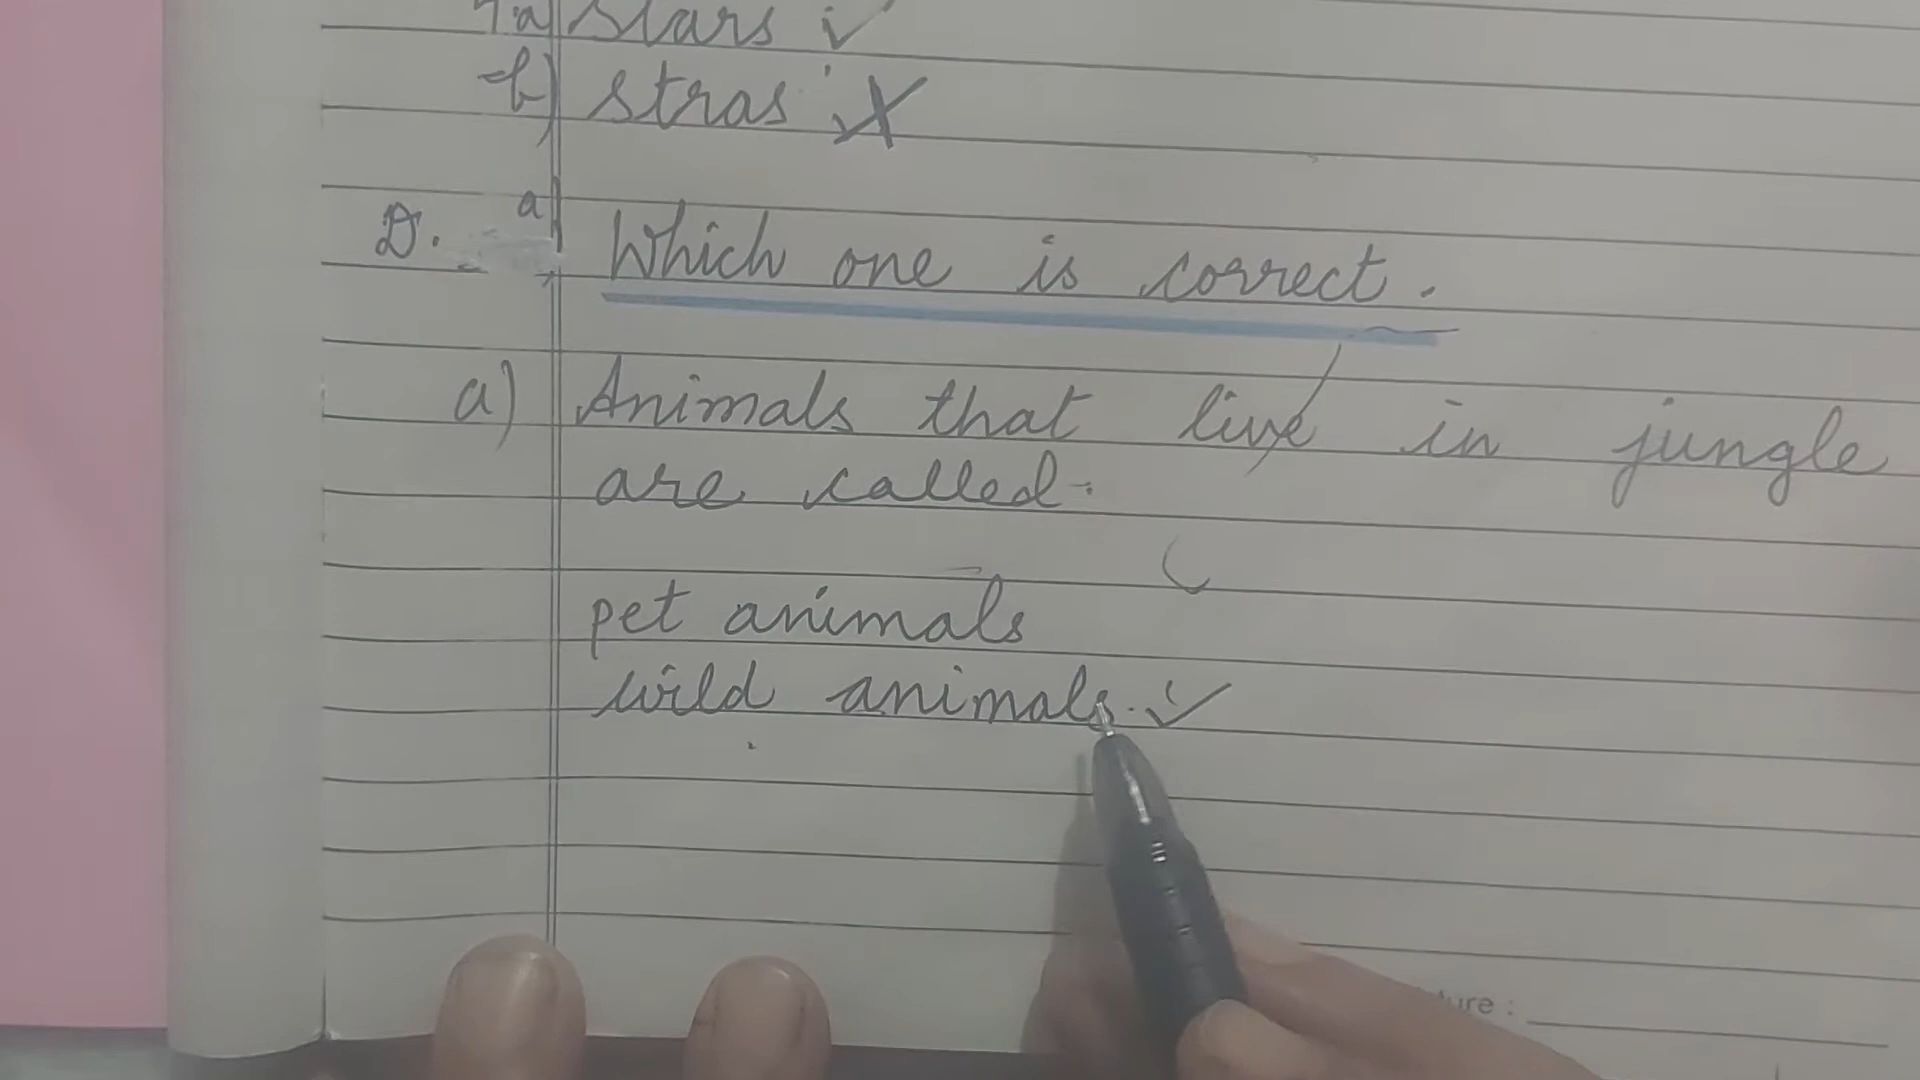 a) stars ✓
b) stras ✗
D. a) Which one is correct.
a) Animals that live in jungle
are called.
pet animals
wild animals. ✓